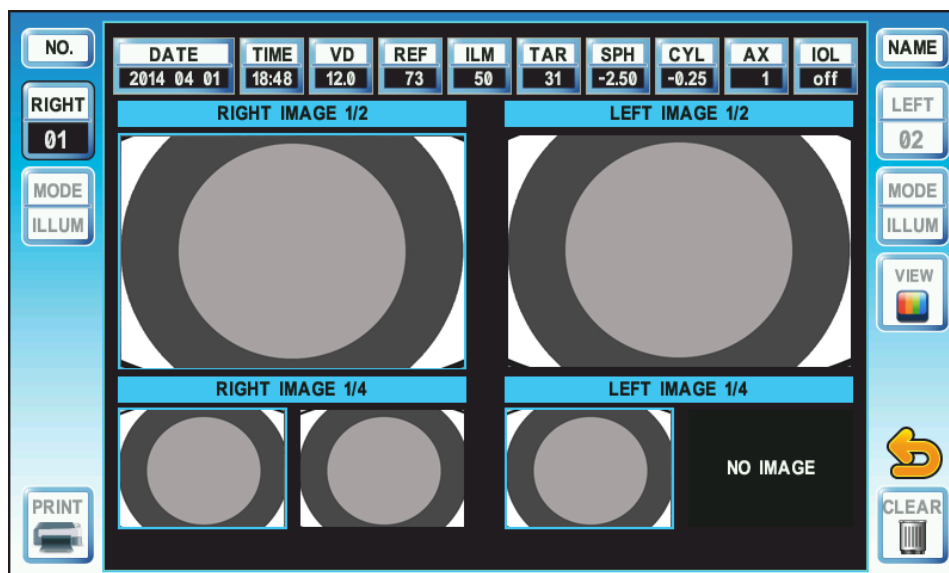 NO.
DATE TIME VD REF ILM TAR SPH CYL AX IOL
NAME
2014 04 01 18:48 12.0 73 50 31 -2.50 -0.25 1 off
RIGHT
01
RIGHT IMAGE 1/2
LEFT IMAGE 1/2
LEFT
02
MODE
ILLUM
MODE
ILLUM
VIEW
RIGHT IMAGE 1/4
LEFT IMAGE 1/4
NO IMAGE
PRINT
CLEAR